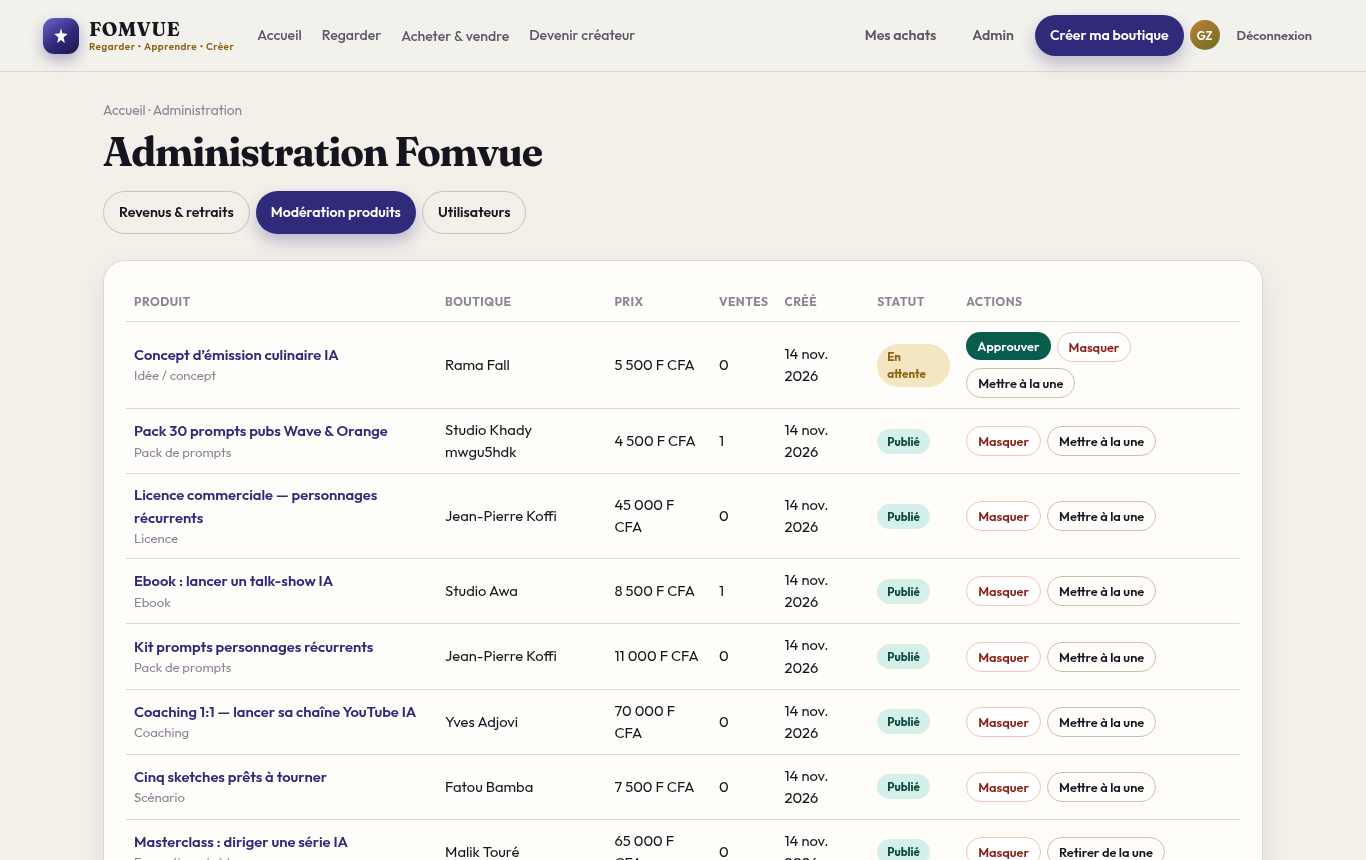 FOMVUE
Regarder • Apprendre • Créer
Accueil
Regarder
Acheter & vendre
Devenir créateur
Mes achats
Admin
Créer ma boutique
GZ
Déconnexion
Accueil · Administration
Administration Fomvue
Revenus & retraits
Modération produits
Utilisateurs
PRODUIT
BOUTIQUE
PRIX
VENTES
CRÉÉ
STATUT
ACTIONS
Concept d’émission culinaire IA
Idée / concept
Rama Fall
5 500 F CFA
0
14 nov.
2026
En
attente
Approuver
Masquer
Mettre à la une
Pack 30 prompts pubs Wave & Orange
Pack de prompts
Studio Khady
mwgu5hdk
4 500 F CFA
1
14 nov.
2026
Publié
Masquer
Mettre à la une
Licence commerciale — personnages
récurrents
Licence
Jean-Pierre Koffi
45 000 F
CFA
0
14 nov.
2026
Publié
Masquer
Mettre à la une
Ebook : lancer un talk-show IA
Ebook
Studio Awa
8 500 F CFA
1
14 nov.
2026
Publié
Masquer
Mettre à la une
Kit prompts personnages récurrents
Pack de prompts
Jean-Pierre Koffi
11 000 F CFA
0
14 nov.
2026
Publié
Masquer
Mettre à la une
Coaching 1:1 — lancer sa chaîne YouTube IA
Coaching
Yves Adjovi
70 000 F
CFA
0
14 nov.
2026
Publié
Masquer
Mettre à la une
Cinq sketches prêts à tourner
Scénario
Fatou Bamba
7 500 F CFA
0
14 nov.
2026
Publié
Masquer
Mettre à la une
Masterclass : diriger une série IA
Malik Touré
65 000 F
0
14 nov.
Publié
Masquer
Retirer de la une